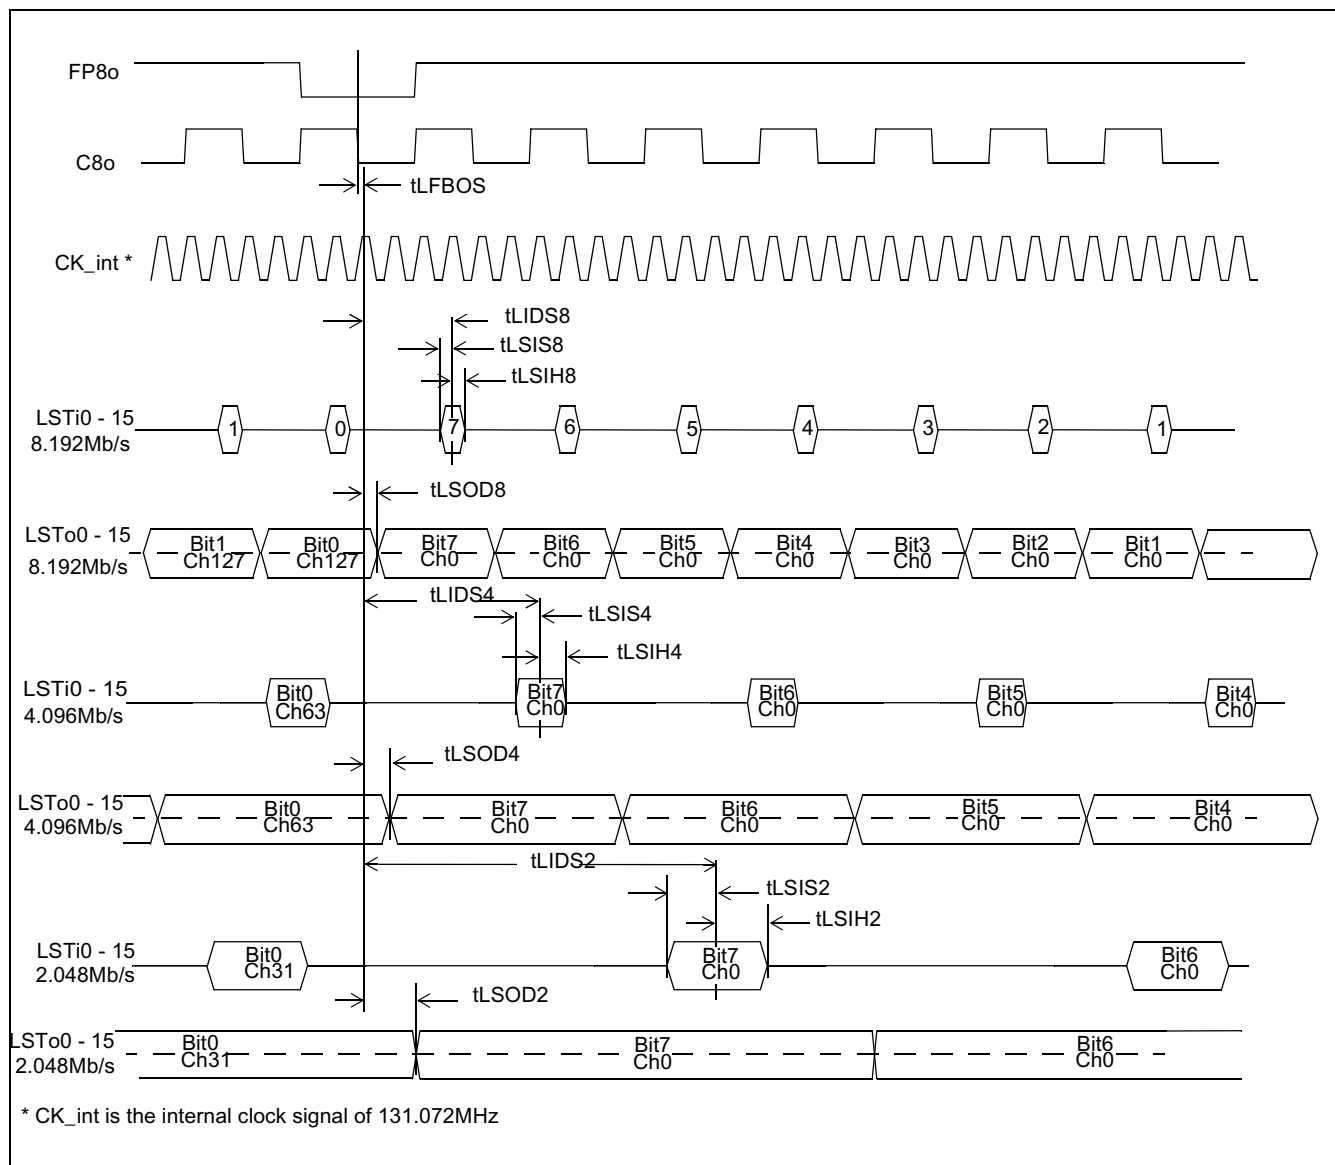 FP8o
C8o
tLFBOS
CK_int *
tLIDS8
tLSIS8
tLSIH8
LSTi0 - 15
8.192Mb/s
1 0 7 6 5 4 3 2 1
tLSOD8
LSTo0 - 15
8.192Mb/s
Bit1 Bit0 Bit7 Bit6 Bit5 Bit4 Bit3 Bit2 Bit1
Ch127 Ch127 Ch0 Ch0 Ch0 Ch0 Ch0 Ch0 Ch0
tLIDS4
tLSIS4
tLSIH4
LSTi0 - 15
4.096Mb/s
Bit0 Bit7 Bit6 Bit5 Bit4
Ch63 Ch0 Ch0 Ch0 Ch0
tLSOD4
LSTo0 - 15
4.096Mb/s
Bit0 Bit7 Bit6 Bit5 Bit4
Ch63 Ch0 Ch0 Ch0 Ch0
tLIDS2
tLSIS2
tLSIH2
LSTi0 - 15
2.048Mb/s
Bit0 Bit7 Bit6
Ch31 Ch0 Ch0
tLSOD2
LSTo0 - 15
2.048Mb/s
Bit0 Bit7 Bit6
Ch31 Ch0 Ch0
* CK_int is the internal clock signal of 131.072MHz